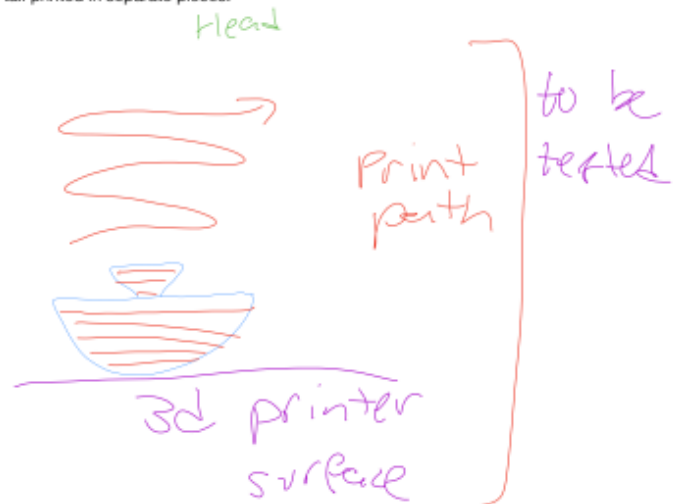 Head
to be
tested
print
path
3d printer
surface